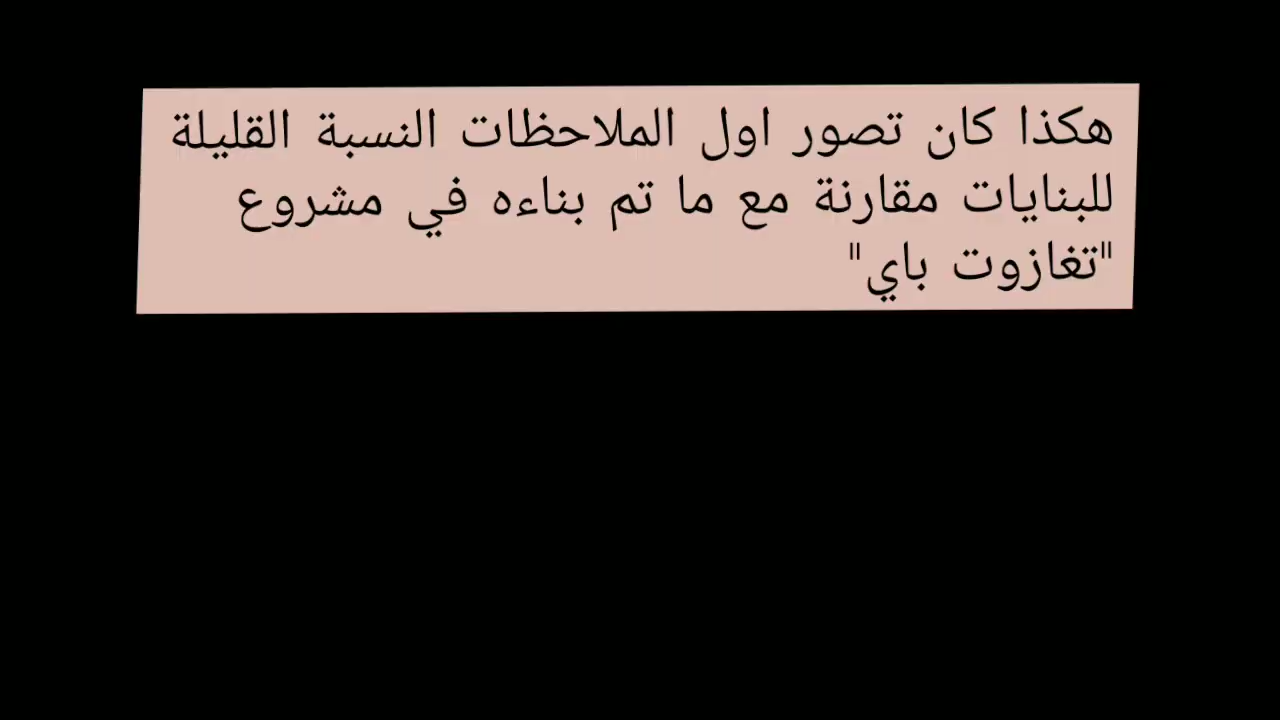 هكذا كان تصور اول الملاحظات النسبة القليلة
للبنايات مقارنة مع ما تم بناءه في مشروع
"تغازوت باي"